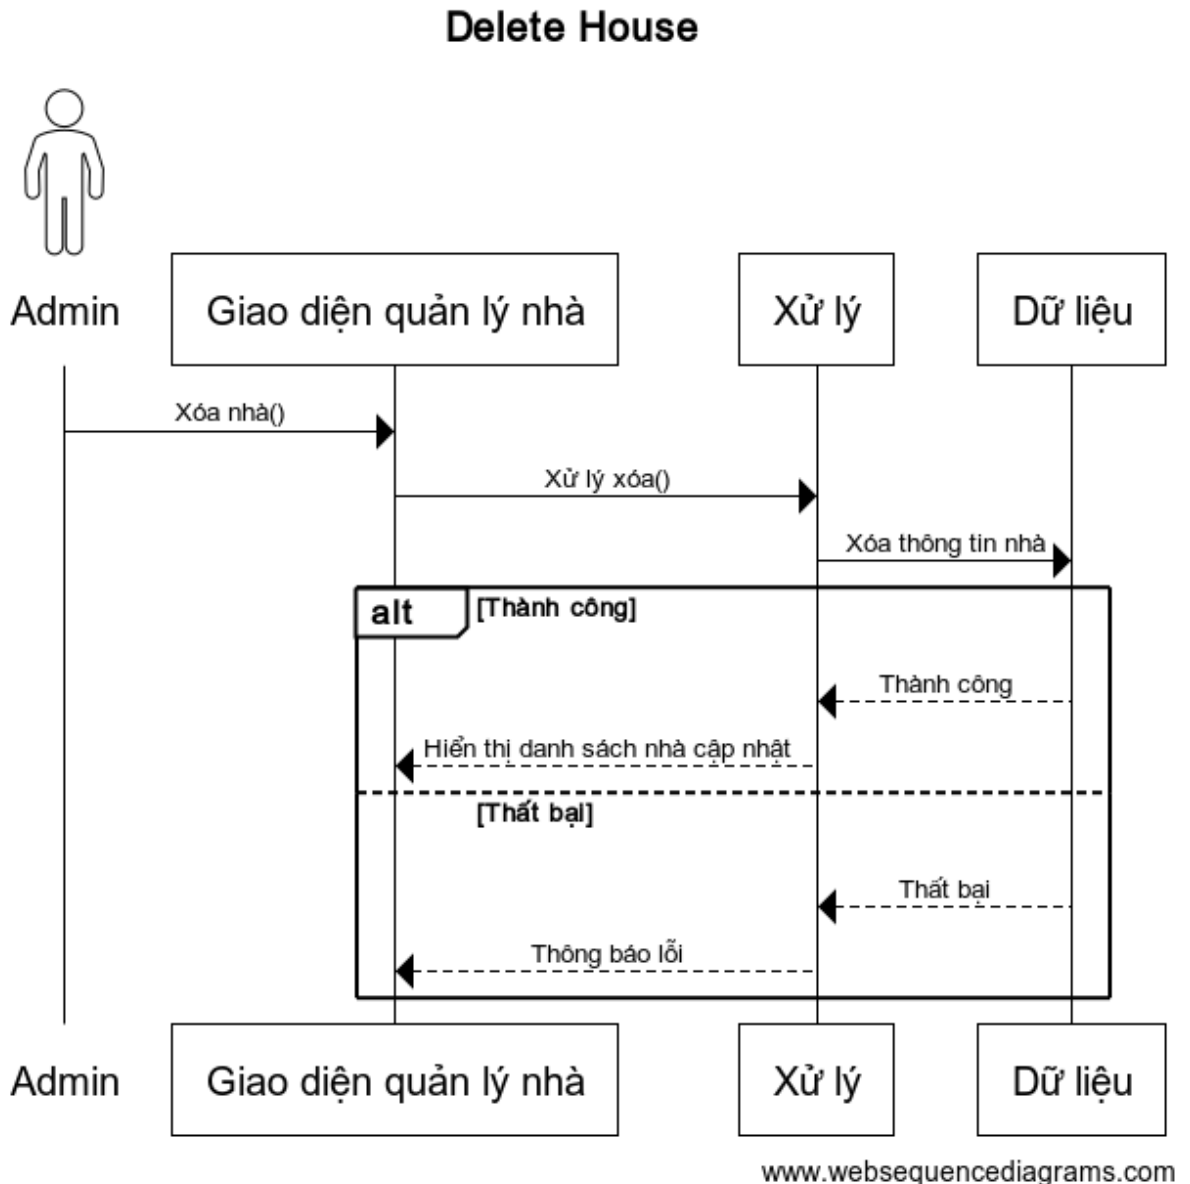 Delete House
Admin
Giao diện quản lý nhà
Xử lý
Dữ liệu
Xóa nhà()
Xử lý xóa()
Xóa thông tin nhà
alt
[Thành công]
Thành công
Hiển thị danh sách nhà cập nhật
[Thất bại]
Thất bại
Thông báo lỗi
Admin
Giao diện quản lý nhà
Xử lý
Dữ liệu
www.websequencediagrams.com